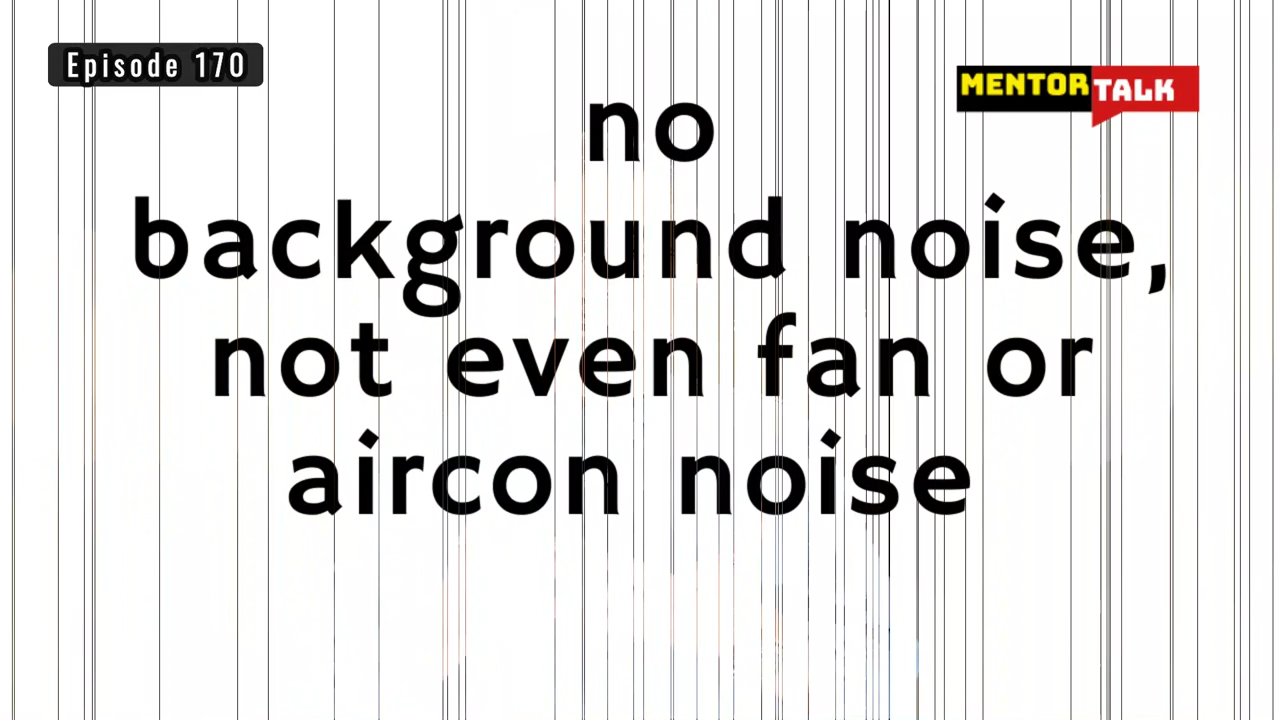 Episode 170
MENTOR TALK
no
background noise,
not even fan or
aircon noise